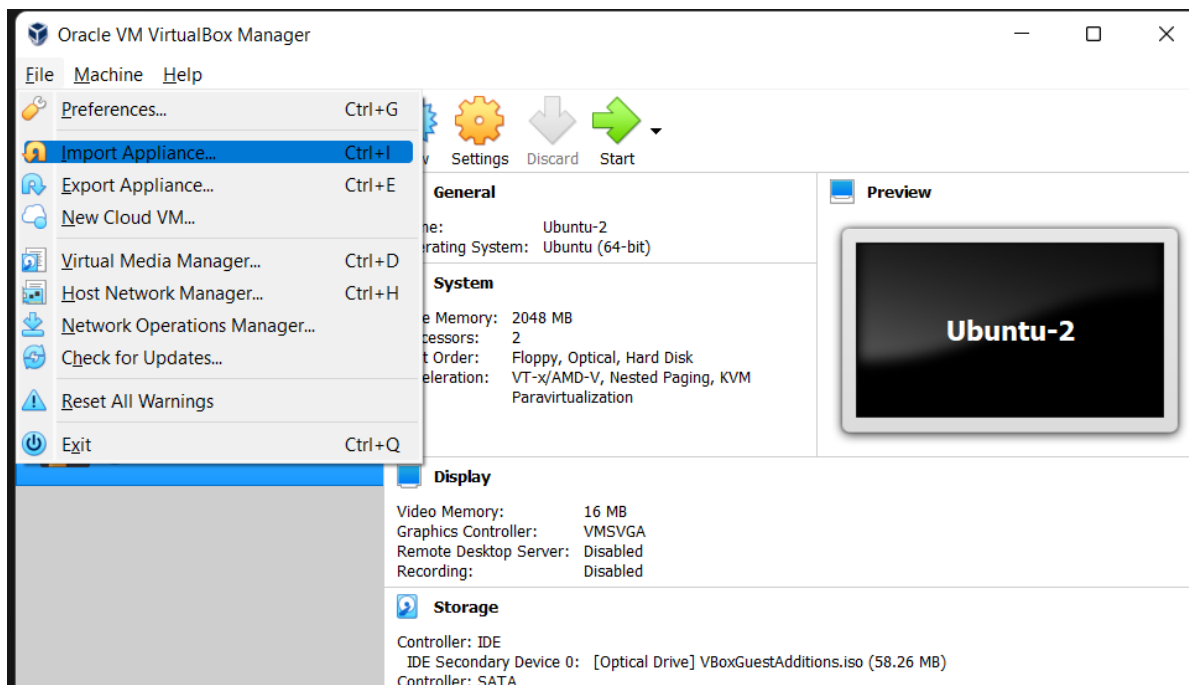 Oracle VM VirtualBox Manager
File Machine Help
Preferences... Ctrl+G
Import Appliance... Ctrl+I
Export Appliance... Ctrl+E
New Cloud VM...
Virtual Media Manager... Ctrl+D
Host Network Manager... Ctrl+H
Network Operations Manager...
Check for Updates...
Reset All Warnings
Exit Ctrl+Q
Settings Discard Start
General
Ubuntu-2
System: Ubuntu (64-bit)
System
Memory: 2048 MB
2
Order: Floppy, Optical, Hard Disk
VT-x/AMD-V, Nested Paging, KVM
Paravirtualization
Preview
Ubuntu-2
Display
Video Memory: 16 MB
Graphics Controller: VMSVGA
Remote Desktop Server: Disabled
Recording: Disabled
Storage
Controller: IDE
IDE Secondary Device 0: [Optical Drive] VBoxGuestAdditions.iso (58.26 MB)
Controller: SATA